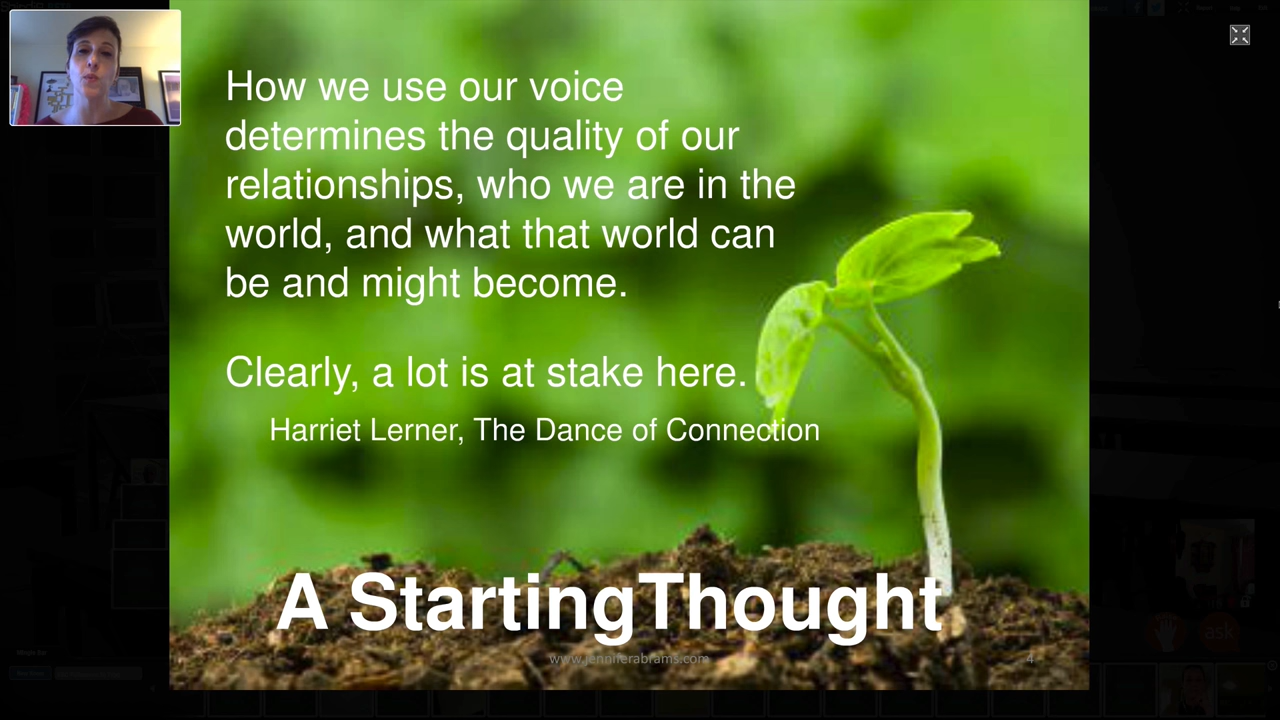 How we use our voice
determines the quality of our
relationships, who we are in the
world, and what that world can
be and might become.
Clearly, a lot is at stake here.
Harriet Lerner, The Dance of Connection
A StartingThought
www.jenniferabrams.com
4
ask